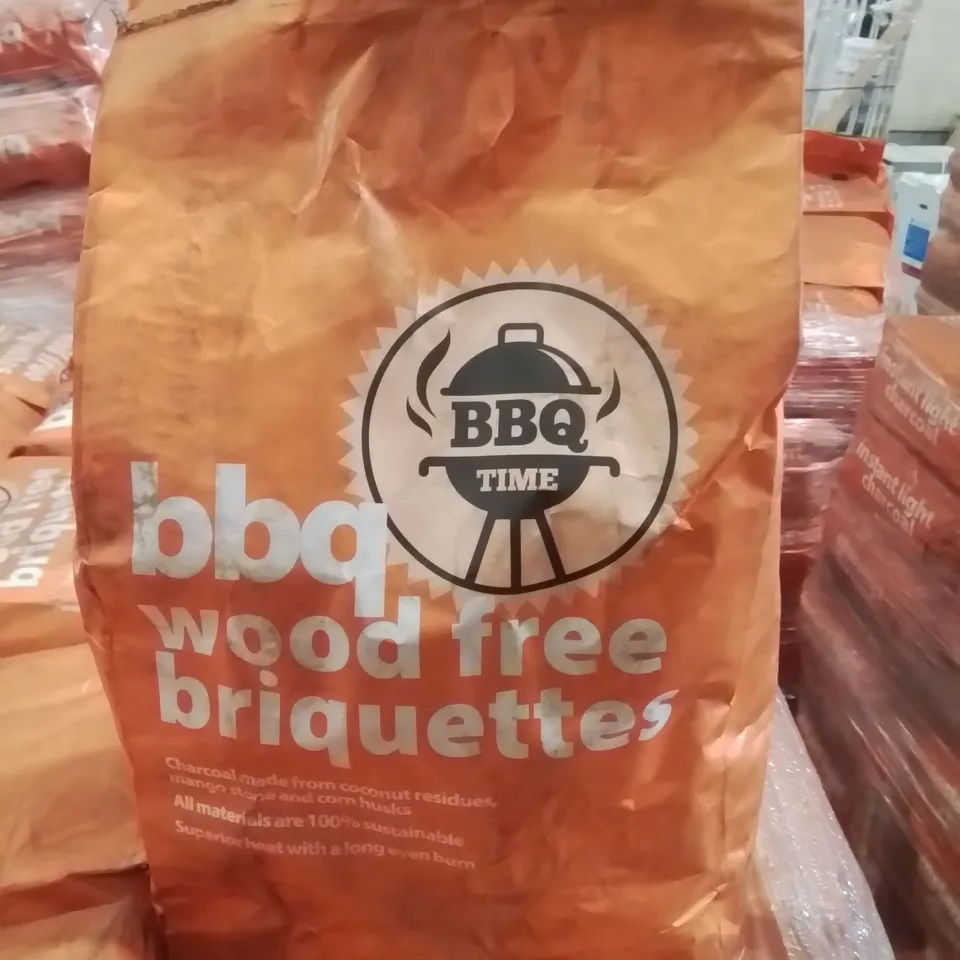 BBQ
TIME
bbq
wood free
briquettes
Charcoal made from coconut residues,
mango stone and corn husks
All materials are 100% sustainable
Superior heat with a long even burn
instant light
charcoal
instant light
charcoal